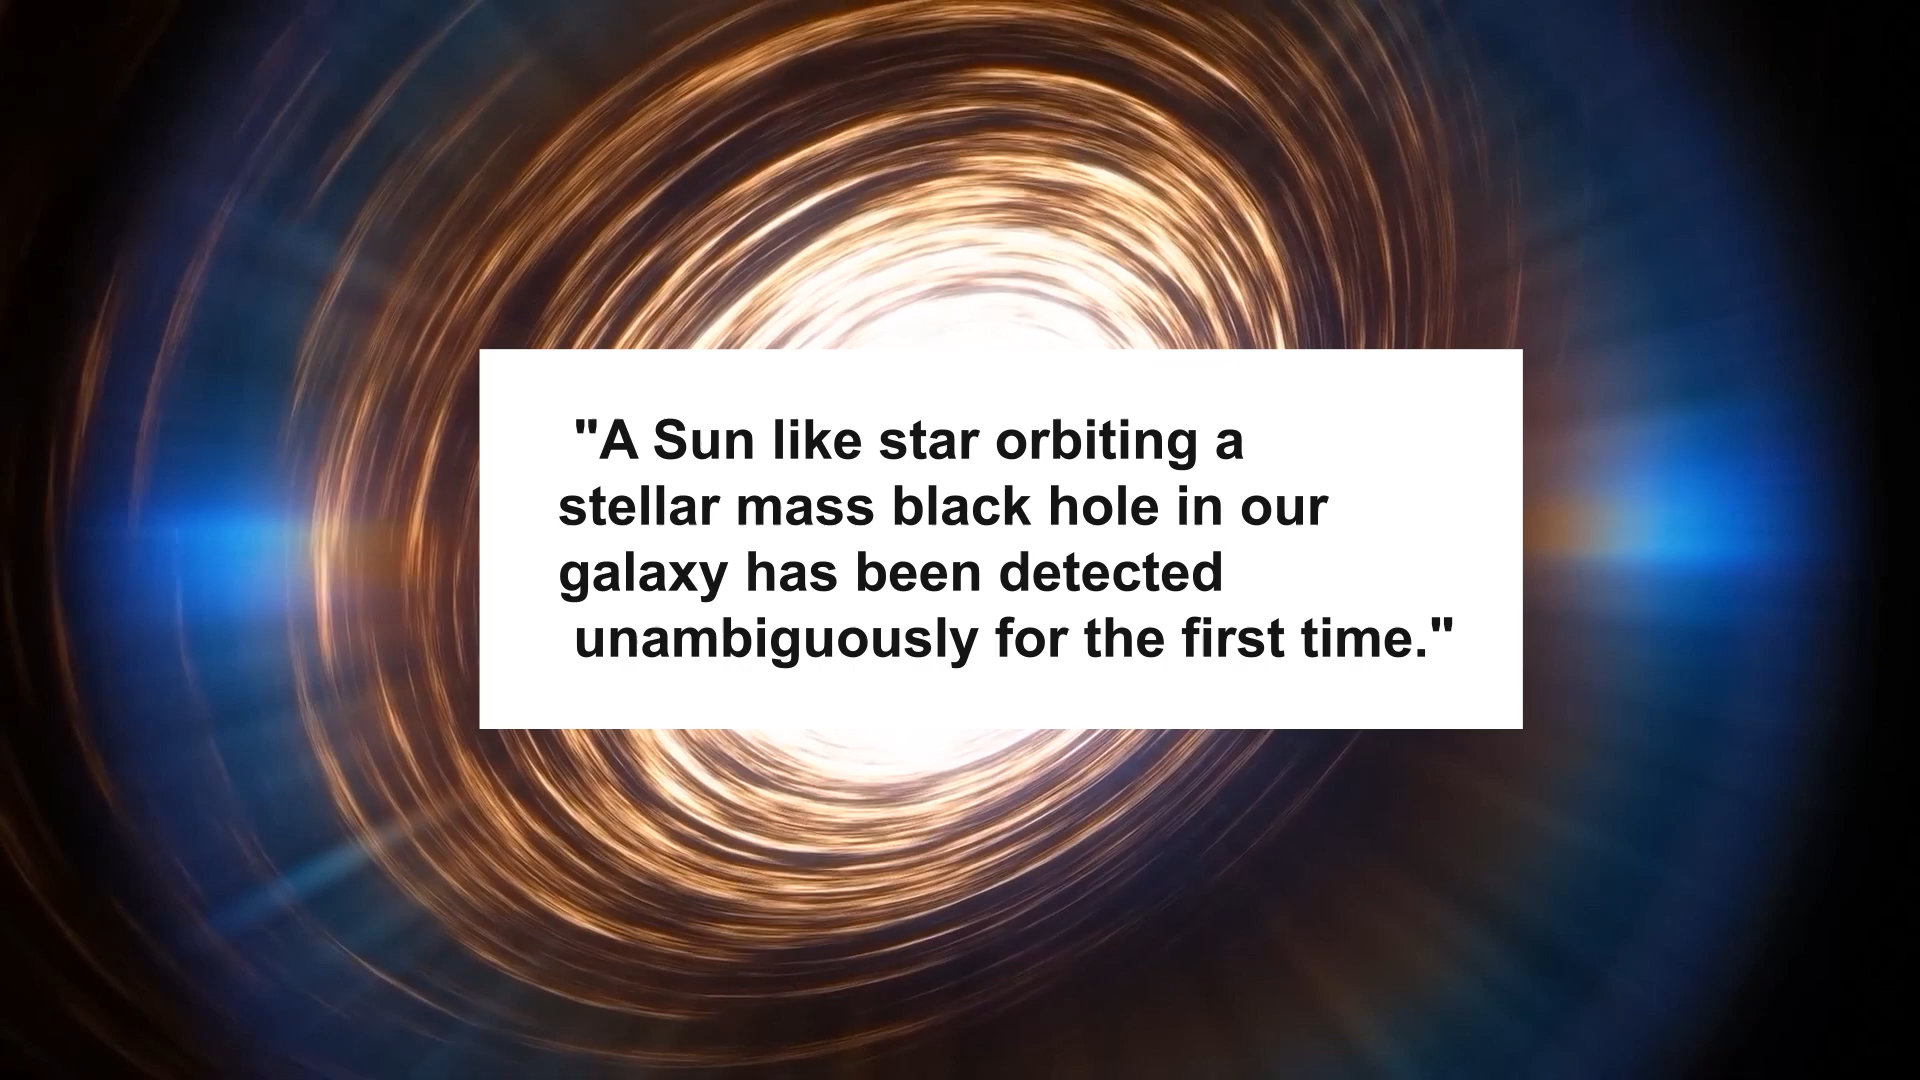 "A Sun like star orbiting a
stellar mass black hole in our
galaxy has been detected
unambiguously for the first time."